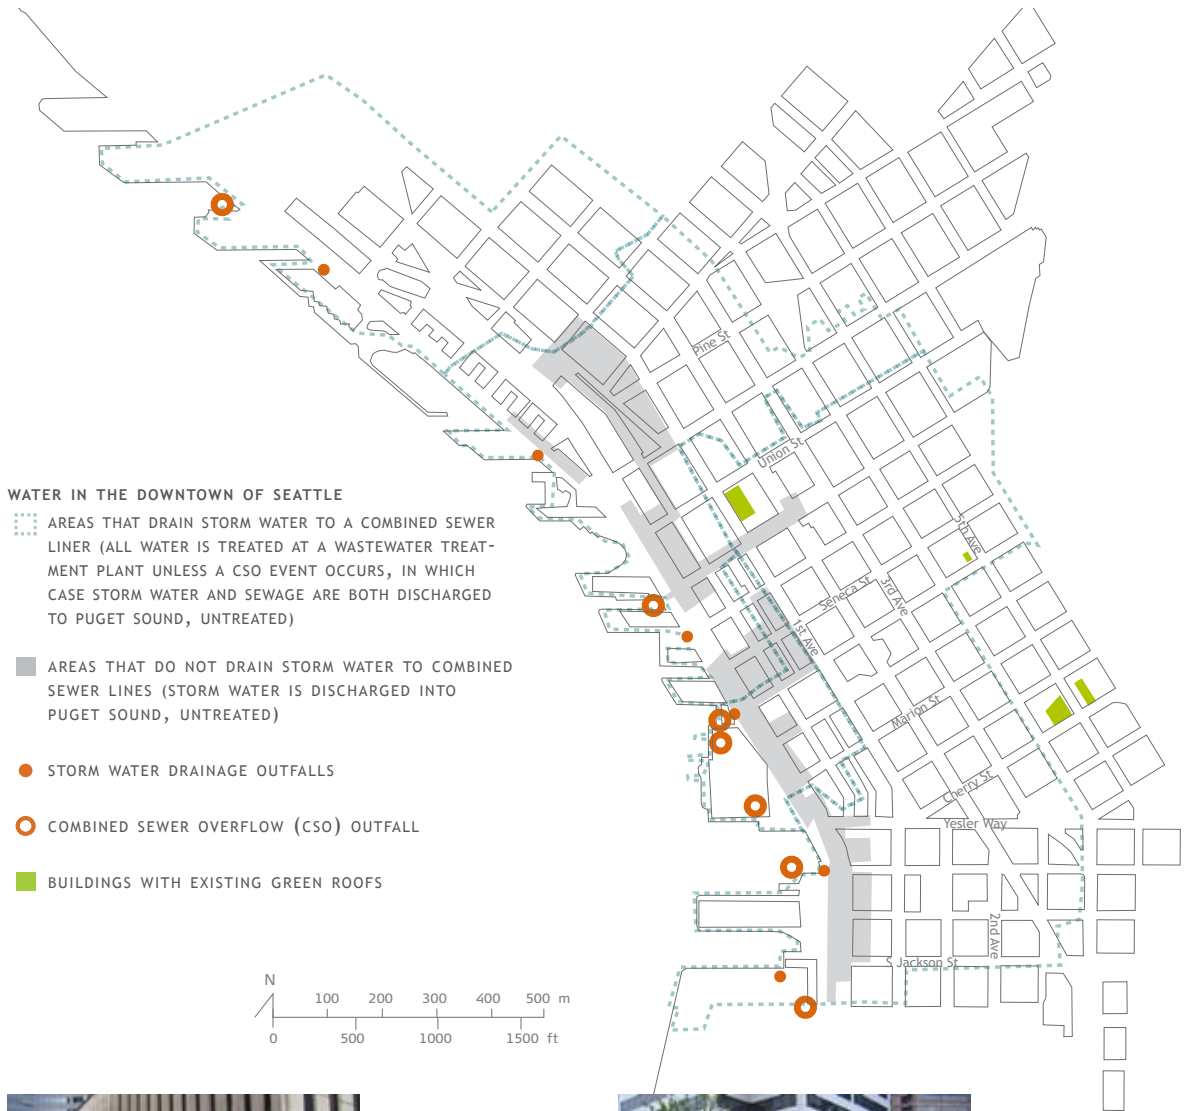 Pine St
Union St
WATER IN THE DOWNTOWN OF SEATTLE
AREAS THAT DRAIN STORM WATER TO A COMBINED SEWER
LINER (ALL WATER IS TREATED AT A WASTEWATER TREAT-
MENT PLANT UNLESS A CSO EVENT OCCURS, IN WHICH
CASE STORM WATER AND SEWAGE ARE BOTH DISCHARGED
TO PUGET SOUND, UNTREATED)
AREAS THAT DO NOT DRAIN STORM WATER TO COMBINED
SEWER LINES (STORM WATER IS DISCHARGED INTO
PUGET SOUND, UNTREATED)
STORM WATER DRAINAGE OUTFALLS
COMBINED SEWER OVERFLOW (CSO) OUTFALL
BUILDINGS WITH EXISTING GREEN ROOFS
5th Ave
Seneca St
3rd Ave
1st Ave
Marion St
Cherry St
Yesler Way
2nd Ave
S Jackson St
N
100 200 300 400 500 m
0 500 1000 1500 ft